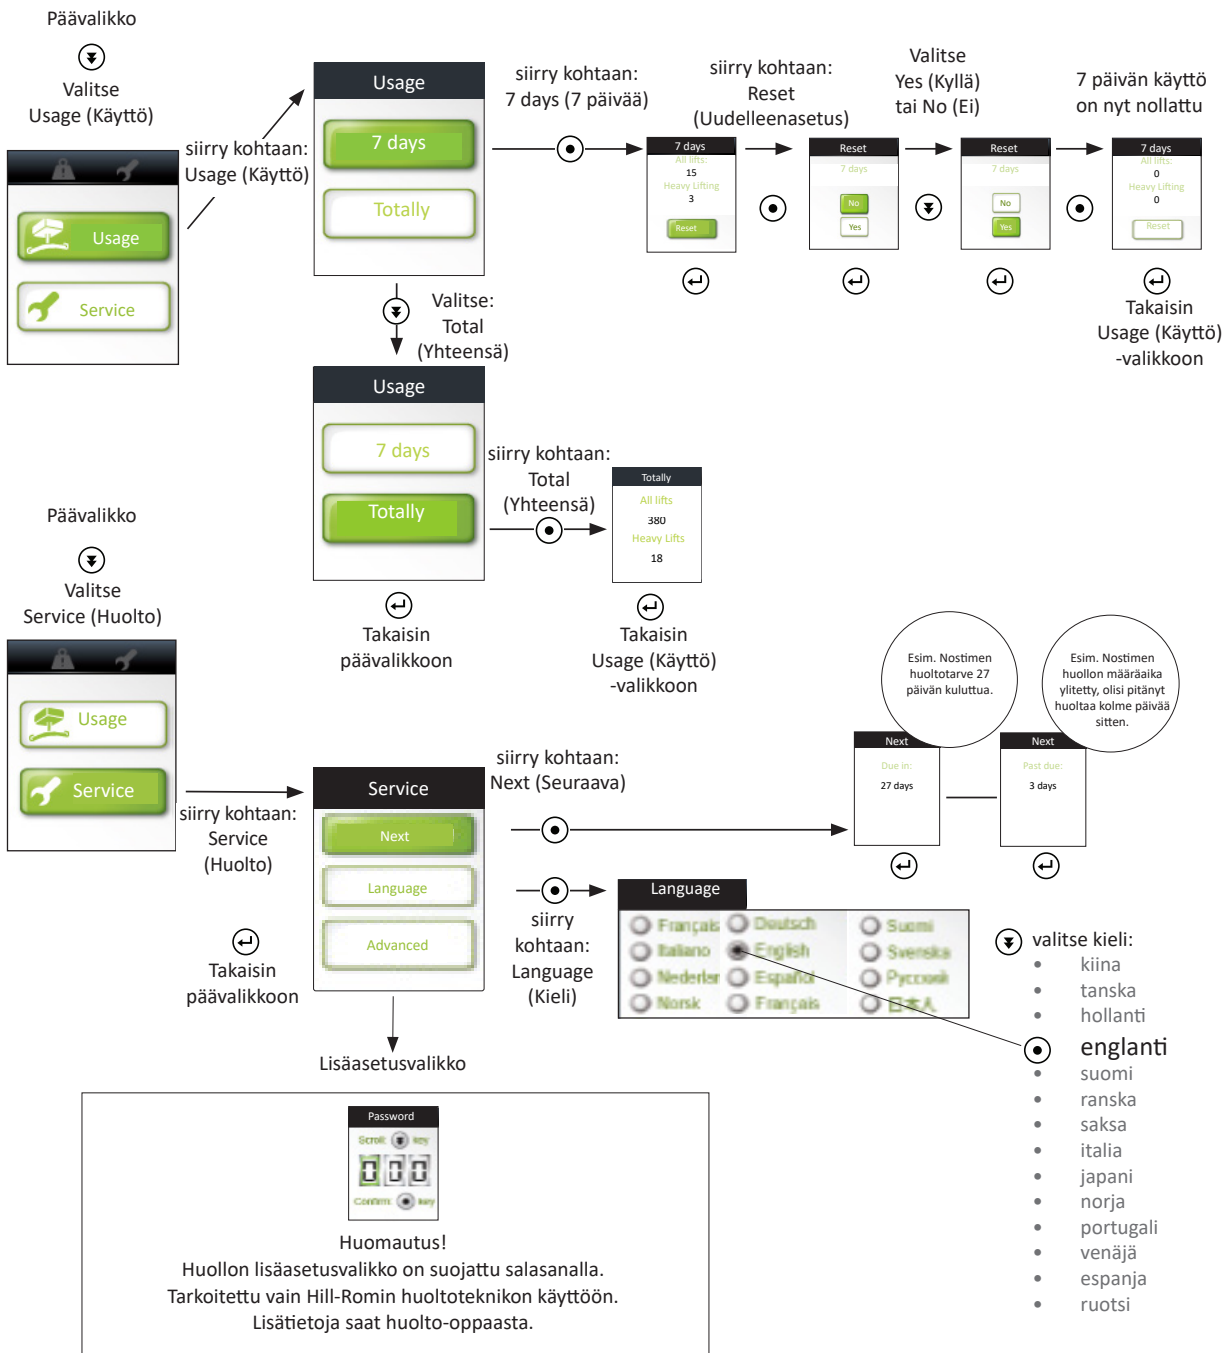 Päävalikko
Valitse
Usage (Käyttö)
Usage
Service
siirry kohtaan:
Usage (Käyttö)
Usage
7 days
Totally
siirry kohtaan:
7 days (7 päivää)
7 days
All lifts:
15
Heavy Lifting
3
Reset
siirry kohtaan:
Reset
(Uudelleenasetus)
Reset
7 days
No
Yes
Valitse
Yes (Kyllä)
tai No (Ei)
Reset
7 days
No
Yes
7 päivän käyttö
on nyt nollattu
7 days
All lifts:
0
Heavy Lifting
0
Reset
Takaisin
Usage (Käyttö)
-valikkoon
Valitse:
Total
(Yhteensä)
Usage
7 days
Totally
Takaisin
päävalikkoon
siirry kohtaan:
Total
(Yhteensä)
Totally
All lifts
380
Heavy Lifts
18
Takaisin
Usage (Käyttö)
-valikkoon
Päävalikko
Valitse
Service (Huolto)
Usage
Service
siirry kohtaan:
Service
(Huolto)
Takaisin
päävalikkoon
Service
Next
Language
Advanced
siirry kohtaan:
Next (Seuraava)
Esim. Nostimen
huoltotarve 27
päivän kuluttua.
Next
Due in:
27 days
Esim. Nostimen
huollon määräaika
ylitetty, olisi pitänyt
huoltaa kolme päivää
sitten.
Next
Past due:
3 days
siirry
kohtaan:
Language
(Kieli)
Language
Français Deutsch Suomi
Italiano English Svenska
Nederlar Español Русский
Norsk Français 日本人
valitse kieli:
• kiina
• tanska
• hollanti
englanti
• suomi
• ranska
• saksa
• italia
• japani
• norja
• portugali
• venäjä
• espanja
• ruotsi
Lisäasetusvalikko
Password
Scroll: key
000
Confirm: key
Huomautus!
Huollon lisäasetusvalikko on suojattu salasanalla.
Tarkoitettu vain Hill-Romin huoltoteknikon käyttöön.
Lisätietoja saat huolto-oppaasta.